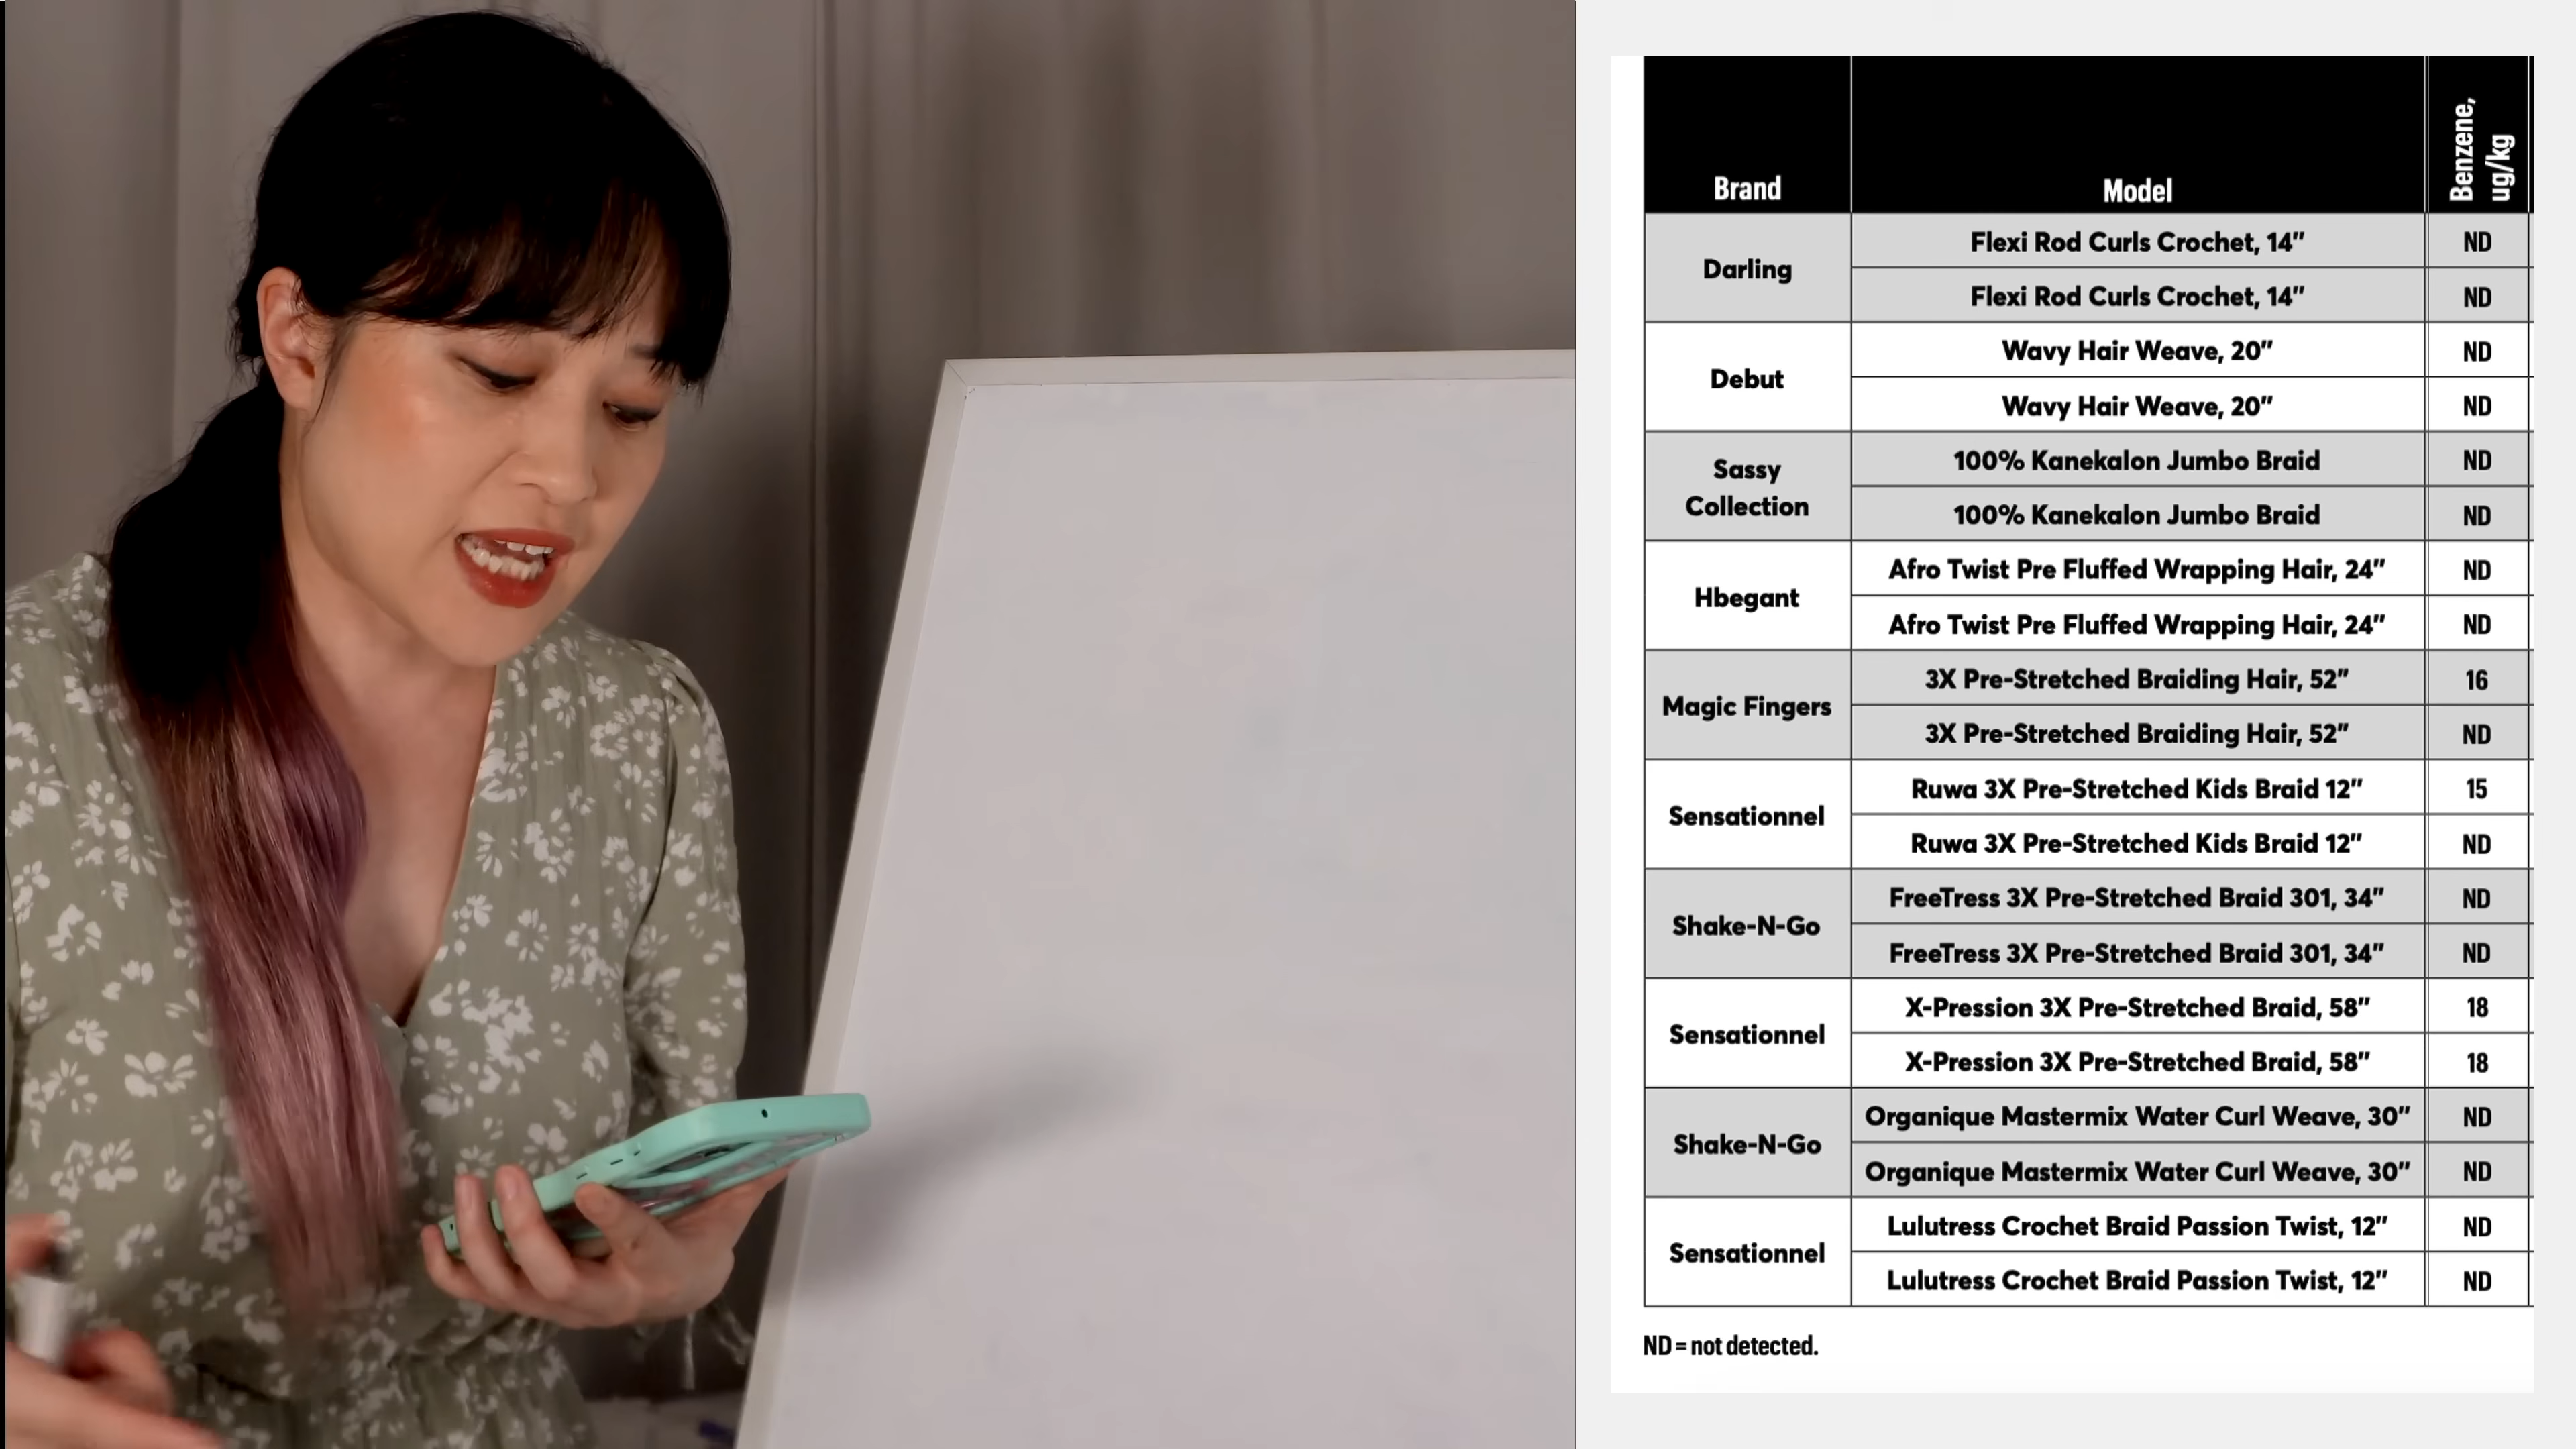 Brand Model Benzene, ug/kg
Darling Flexi Rod Curls Crochet, 14" ND
Flexi Rod Curls Crochet, 14" ND
Debut Wavy Hair Weave, 20" ND
Wavy Hair Weave, 20" ND
Sassy Collection 100% Kanekalon Jumbo Braid ND
100% Kanekalon Jumbo Braid ND
Hbegant Afro Twist Pre Fluffed Wrapping Hair, 24" ND
Afro Twist Pre Fluffed Wrapping Hair, 24" ND
Magic Fingers 3X Pre-Stretched Braiding Hair, 52" 16
3X Pre-Stretched Braiding Hair, 52" ND
Sensationnel Ruwa 3X Pre-Stretched Kids Braid 12" 15
Ruwa 3X Pre-Stretched Kids Braid 12" ND
Shake-N-Go FreeTress 3X Pre-Stretched Braid 301, 34" ND
FreeTress 3X Pre-Stretched Braid 301, 34" ND
Sensationnel X-Pression 3X Pre-Stretched Braid, 58" 18
X-Pression 3X Pre-Stretched Braid, 58" 18
Shake-N-Go Organique Mastermix Water Curl Weave, 30" ND
Organique Mastermix Water Curl Weave, 30" ND
Sensationnel Lulutress Crochet Braid Passion Twist, 12" ND
Lulutress Crochet Braid Passion Twist, 12" ND
ND = not detected.